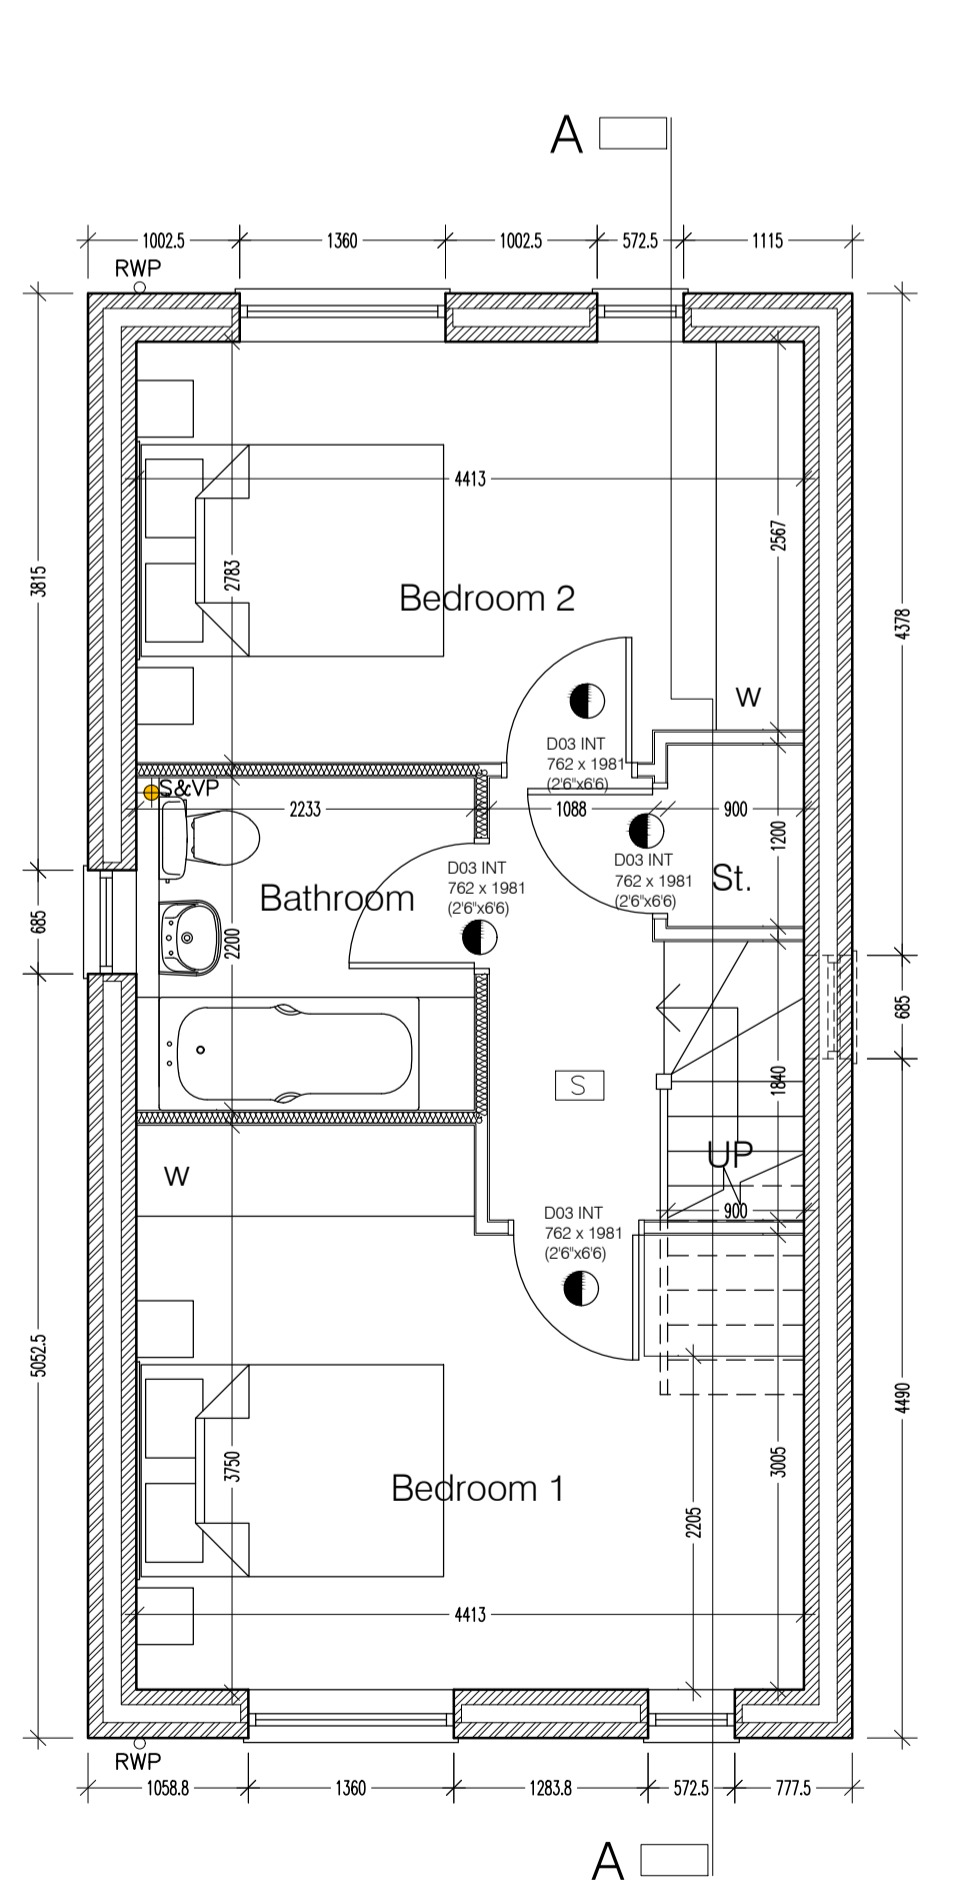 A
1002.5 1360 1002.5 572.5 1115
RWP
4413
2567
3815
2783
Bedroom 2
4378
W
D03 INT
762 x 1981
(2'6"x6'6)
S&VP
2233 1088 900
1200
D03 INT
762 x 1981
(2'6"x6'6)
D03 INT
762 x 1981
(2'6"x6'6)
St.
Bathroom
685
2200
685
1840
S
UP
W
900
D03 INT
762 x 1981
(2'6"x6'6)
5052.5
4490
3750
3005
Bedroom 1
2205
4413
RWP
1058.8 1360 1283.8 572.5 777.5
A